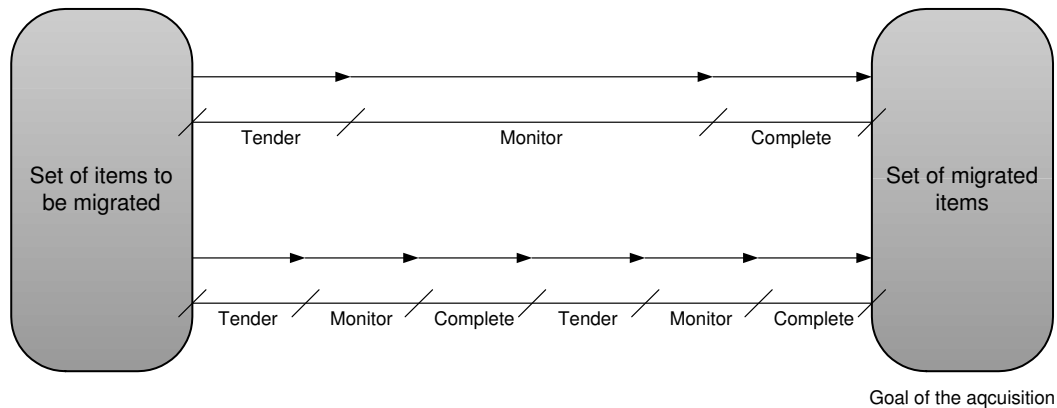 Tender
Monitor
Complete
Set of items to
be migrated
Set of migrated
items
Tender
Monitor
Complete
Tender
Monitor
Complete
Goal of the aqcuisition